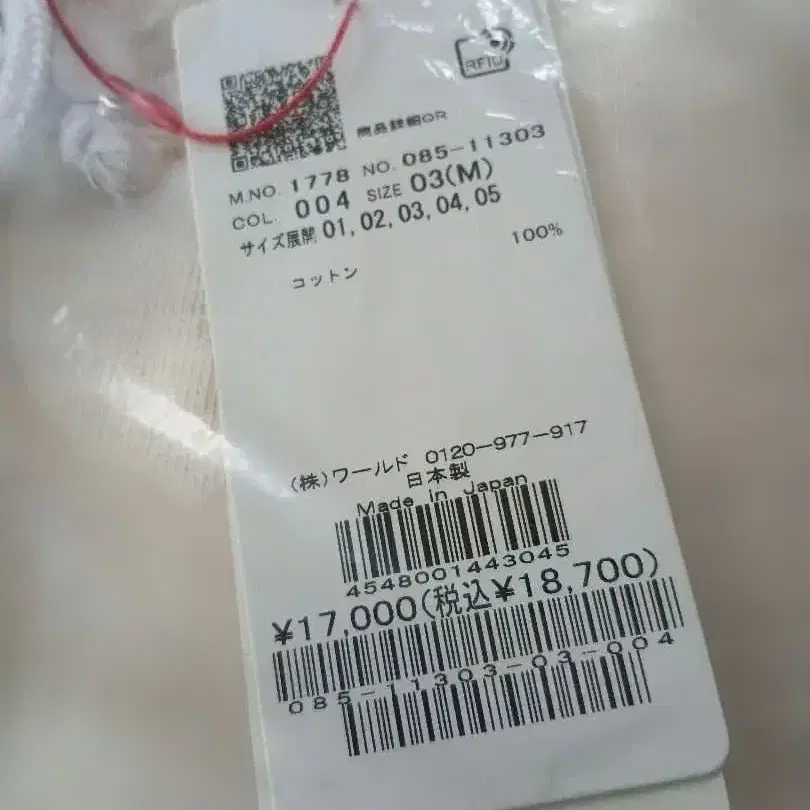 RFID
商品詳細QR
M.NO. 1778 NO. 085-11303
COL. 004 SIZE 03(M)
サイズ展開 01,02,03,04,05
コットン 100%
(株)ワールド 0120-977-917
日本製
Made in Japan
4548001443045
¥17,000(税込¥18,700)
085-11303-03-004